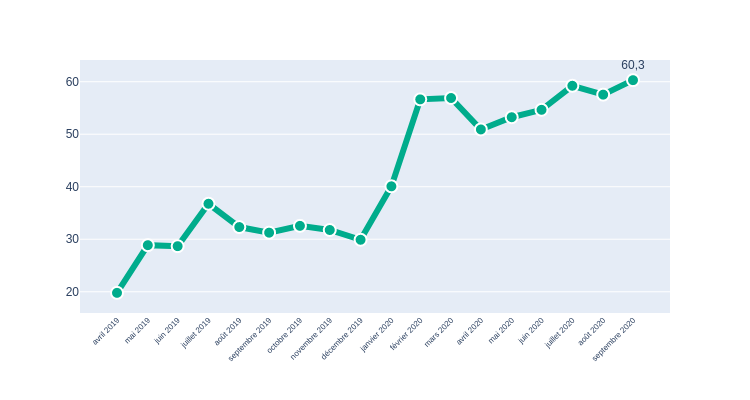 60,3
60
50
40
30
20
avril 2019
mai 2019
juin 2019
juillet 2019
août 2019
septembre 2019
octobre 2019
novembre 2019
décembre 2019
janvier 2020
février 2020
mars 2020
avril 2020
mai 2020
juin 2020
juillet 2020
août 2020
septembre 2020